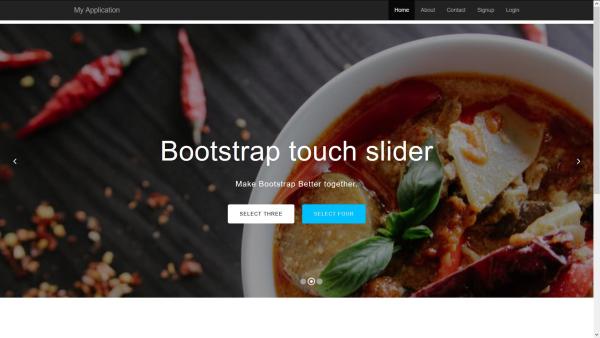 My Application
Home About Contact Signup Login
Bootstrap touch slider
Make Bootstrap Better together.
SELECT THREE SELECT FOUR